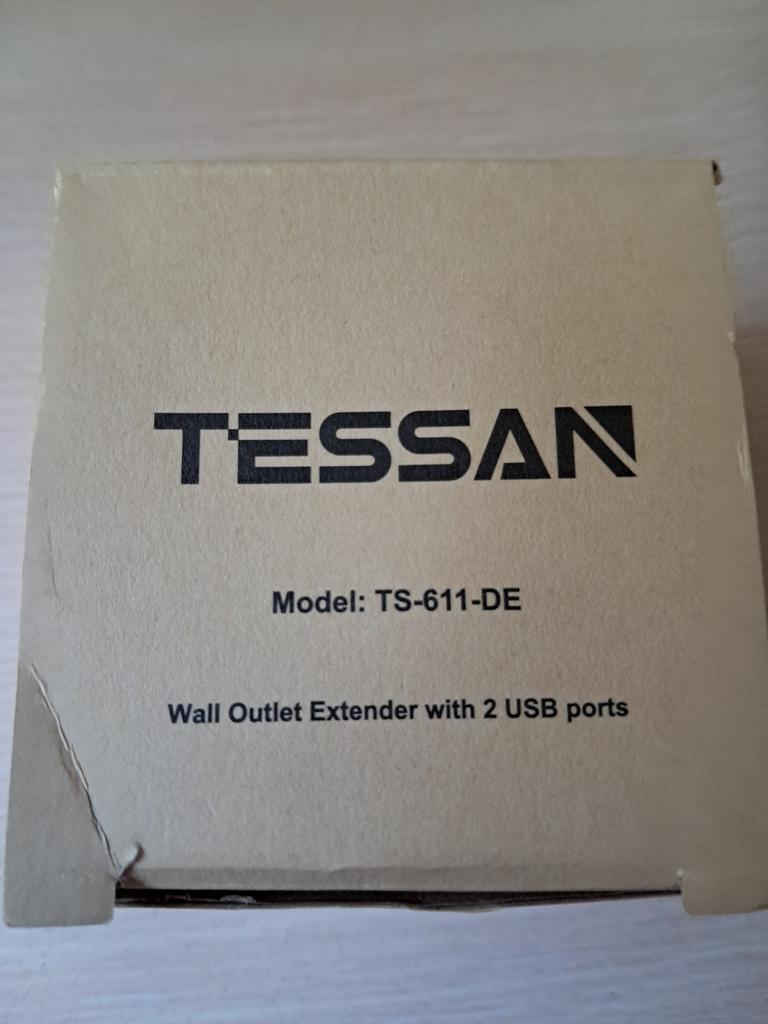 TESSAN
Model: TS-611-DE
Wall Outlet Extender with 2 USB ports